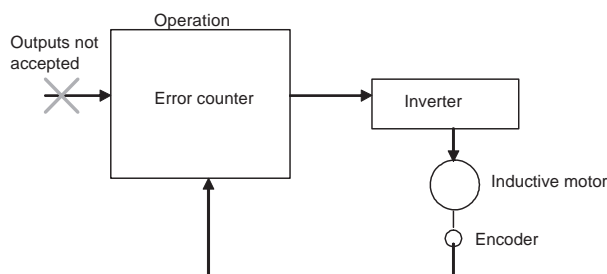 Operation
Outputs not
accepted
Error counter
Inverter
Inductive motor
Encoder